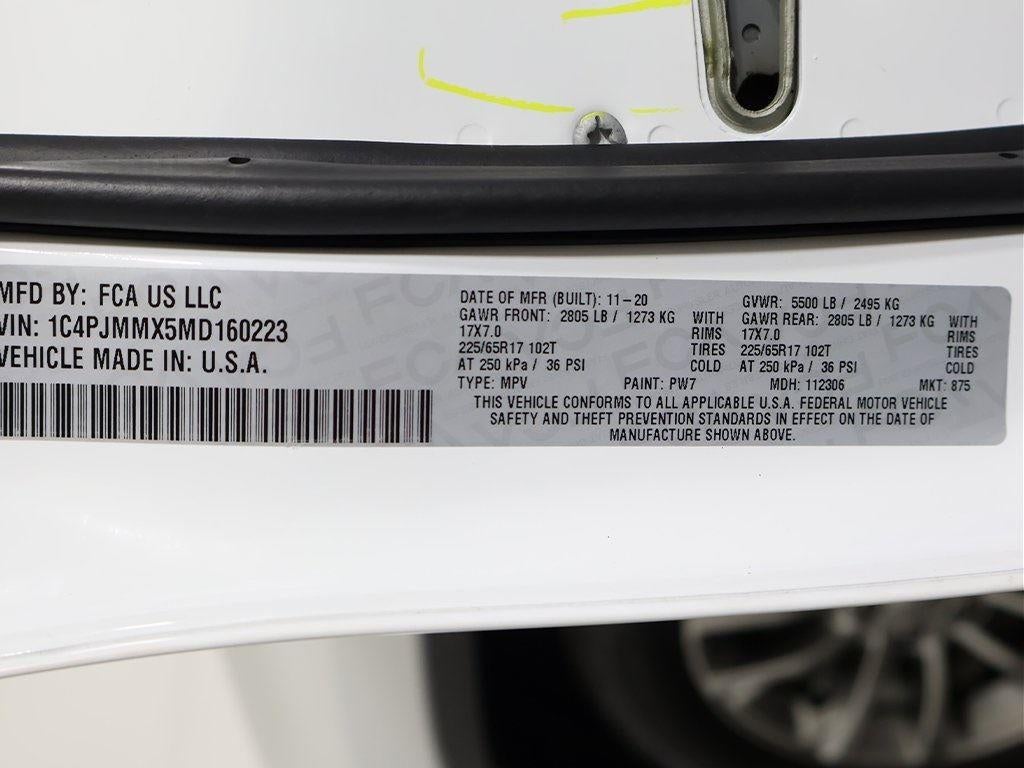 MFD BY: FCA US LLC
VIN: 1C4PJMMX5MD160223
VEHICLE MADE IN: U.S.A.
DATE OF MFR (BUILT): 11-20
GAWR FRONT: 2805 LB / 1273 KG WITH
17X7.0 RIMS
225/65R17 102T TIRES
AT 250 kPa / 36 PSI COLD
GVWR: 5500 LB / 2495 KG
GAWR REAR: 2805 LB / 1273 KG WITH
17X7.0 RIMS
225/65R17 102T TIRES
AT 250 kPa / 36 PSI COLD
TYPE: MPV PAINT: PW7 MDH: 112306 MKT: 875
THIS VEHICLE CONFORMS TO ALL APPLICABLE U.S.A. FEDERAL MOTOR VEHICLE
SAFETY AND THEFT PREVENTION STANDARDS IN EFFECT ON THE DATE OF
MANUFACTURE SHOWN ABOVE.